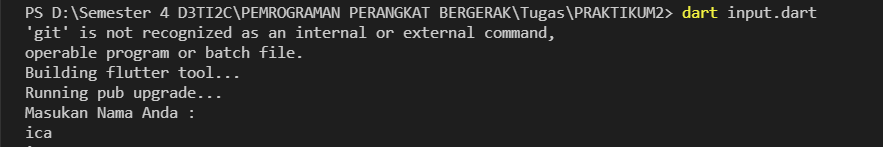 PS D:\Semester 4 D3TI2C\PEMROGRAMAN PERANGKAT BERGERAK\Tugas\PRAKTIKUM2> dart input.dart
'git' is not recognized as an internal or external command,
operable program or batch file.
Building flutter tool...
Running pub upgrade...
Masukan Nama Anda :
ica